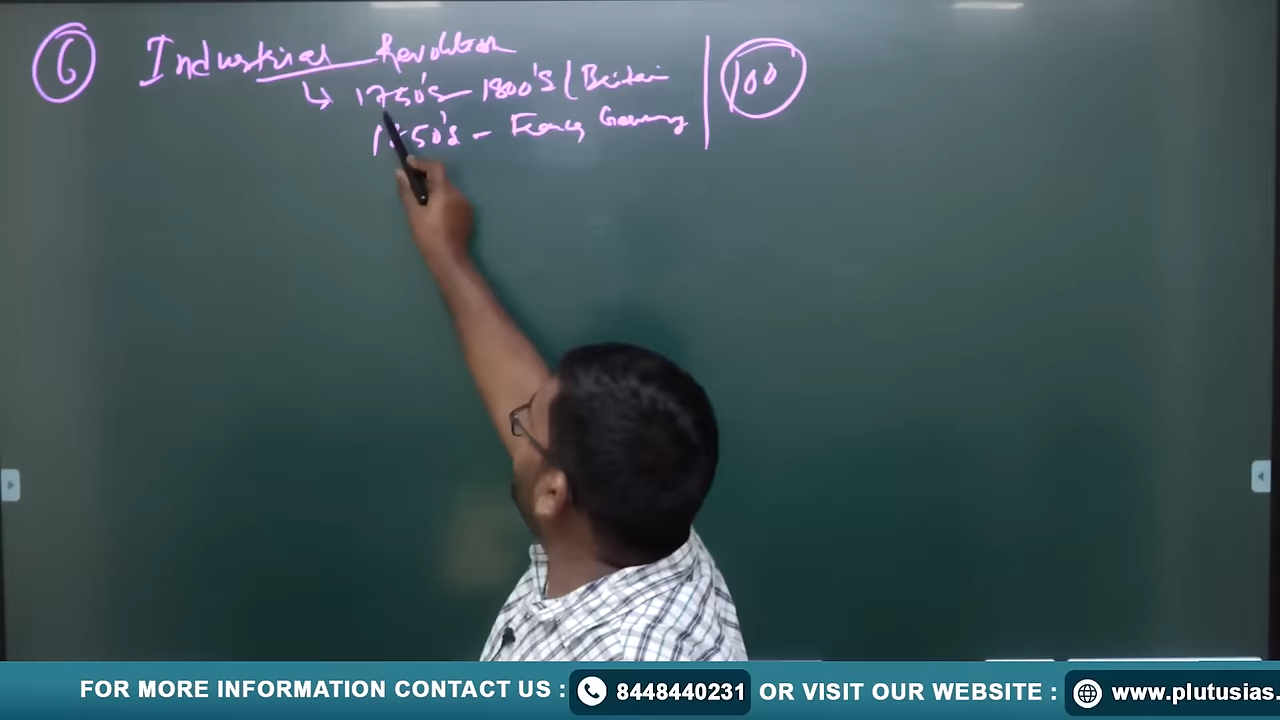 6 Industrial Revolution
↳ 1750's - 1800's ( Britain
1850's - France, Germany
100
FOR MORE INFORMATION CONTACT US : 8448440231 OR VISIT OUR WEBSITE : www.plutusias.